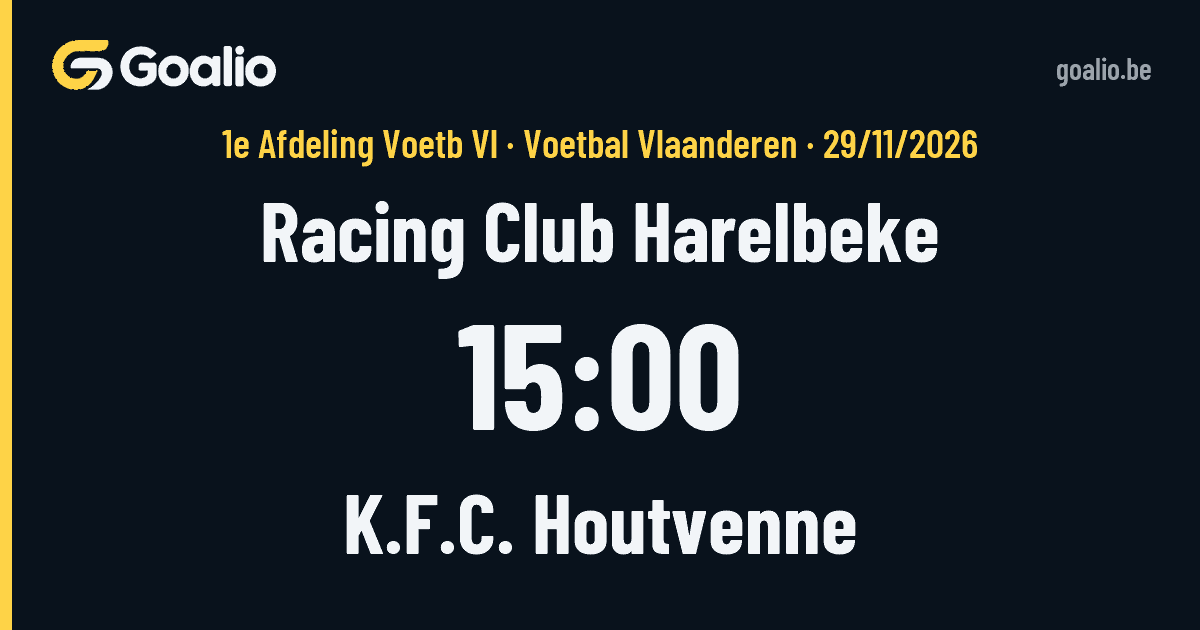 Goalio
goalio.be
1e Afdeling Voetb Vl · Voetbal Vlaanderen · 29/11/2026
Racing Club Harelbeke
15:00
K.F.C. Houtvenne